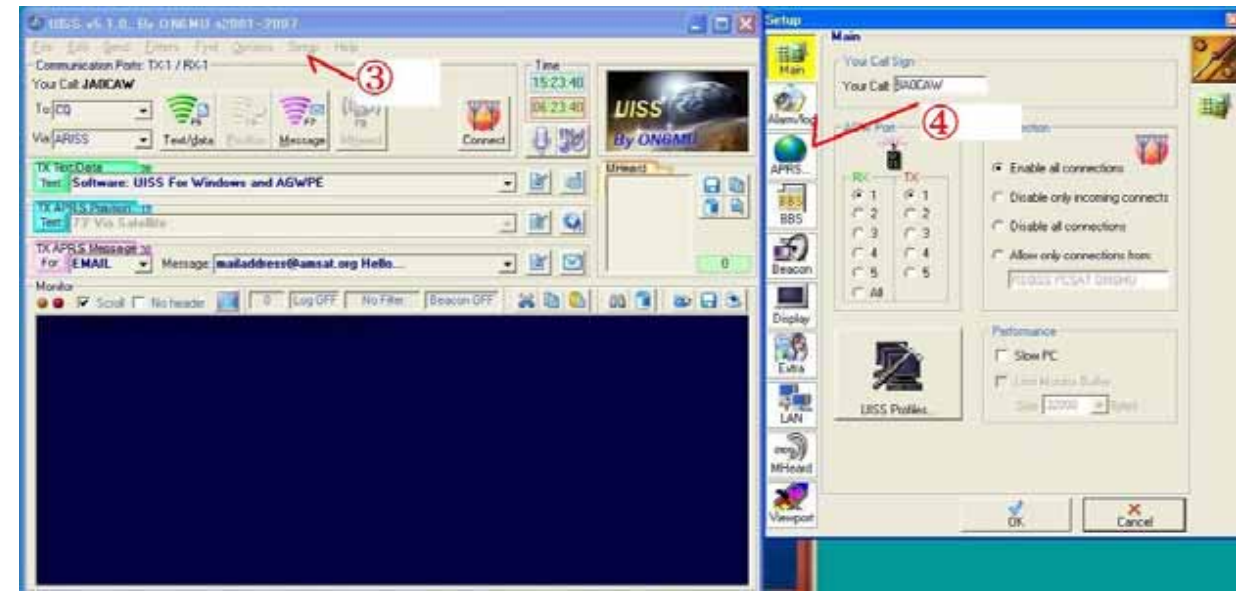 UISS v5.1.0. By ON6MU ©2001-2007
File Edit Send Filters Find Options Setup Help
③
Communication Ports: TX-1 / RX-1
Your Call: JA0CAW
To: CQ
Via: ARISS
Text/data
Position
Message
Connect
Time
15:23:40
06:23:40
UISS
By ON6MU
TX Text/Data
Text: Software: UISS For Windows and AGWPE
TX APRS Position
Text: Via Satellite
TX APRS Message
For: EMAIL Message: mailaddress@amsat.org Hello...
Unread
0
Monitor
Scroll No header 0 Log OFF No Filter Beacon OFF
Setup
Main
Alarm/log
APRS...
BBS
Beacon
Display
Extra
LAN
MHeard
Viewport
Main
Your Call Sign
Your Call: JA0CAW
④
RX TX
1 1
2 2
3 3
4 4
5 5
All
UISS Profiles...
Enable all connections
Disable only incoming connects
Disable all connections
Allow only connections from:
Performance
Slow PC
OK
Cancel